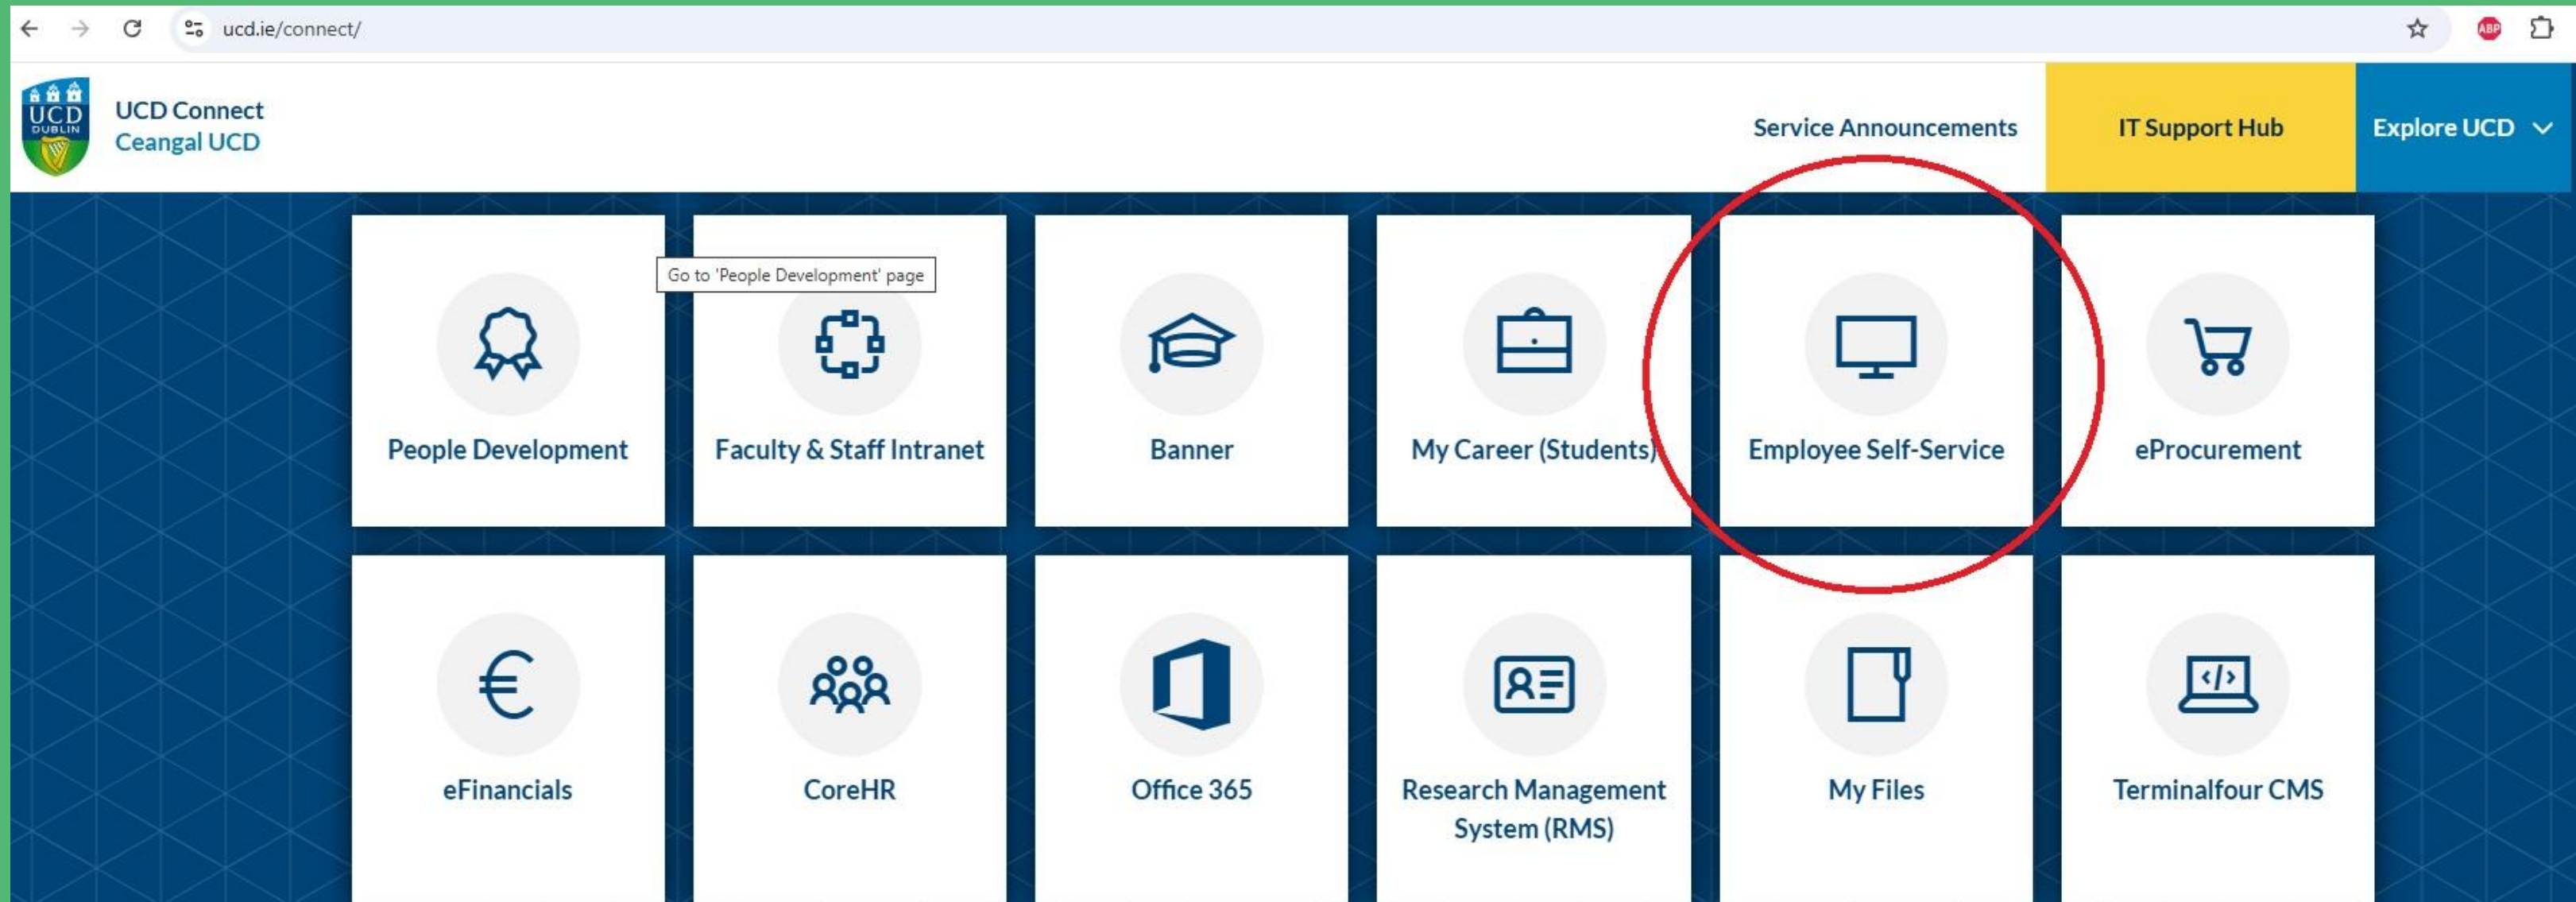 ucd.ie/connect/
ABP
UCD
DUBLIN
UCD Connect
Ceangal UCD
Service Announcements
IT Support Hub
Explore UCD
Go to 'People Development' page
People Development
Faculty & Staff Intranet
Banner
My Career (Students)
Employee Self-Service
eProcurement
</>
eFinancials
CoreHR
Office 365
Research Management
System (RMS)
My Files
Terminalfour CMS